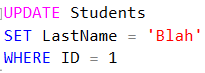 UPDATE Students
SET LastName = 'Blah'
WHERE ID = 1